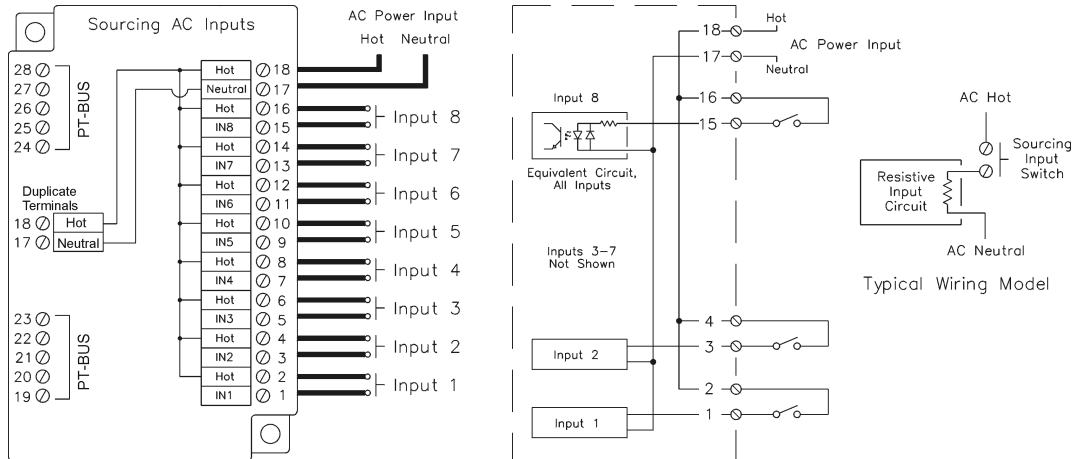 Sourcing AC Inputs
AC Power Input
Hot Neutral
28
27
26
25
24
PT-BUS
Duplicate
Terminals
18 Hot
17 Neutral
23
22
21
20
19
PT-BUS
Hot 18
Neutral 17
Hot 16
IN8 15
Input 8
Hot 14
IN7 13
Input 7
Hot 12
IN6 11
Input 6
Hot 10
IN5 9
Input 5
Hot 8
IN4 7
Input 4
Hot 6
IN3 5
Input 3
Hot 4
IN2 3
Input 2
Hot 2
IN1 1
Input 1
18 Hot
AC Power Input
17 Neutral
16
15
Input 8
Equivalent Circuit,
All Inputs
Inputs 3-7
Not Shown
4
3
Input 2
2
1
Input 1
AC Hot
Sourcing
Input
Switch
Resistive
Input
Circuit
AC Neutral
Typical Wiring Model